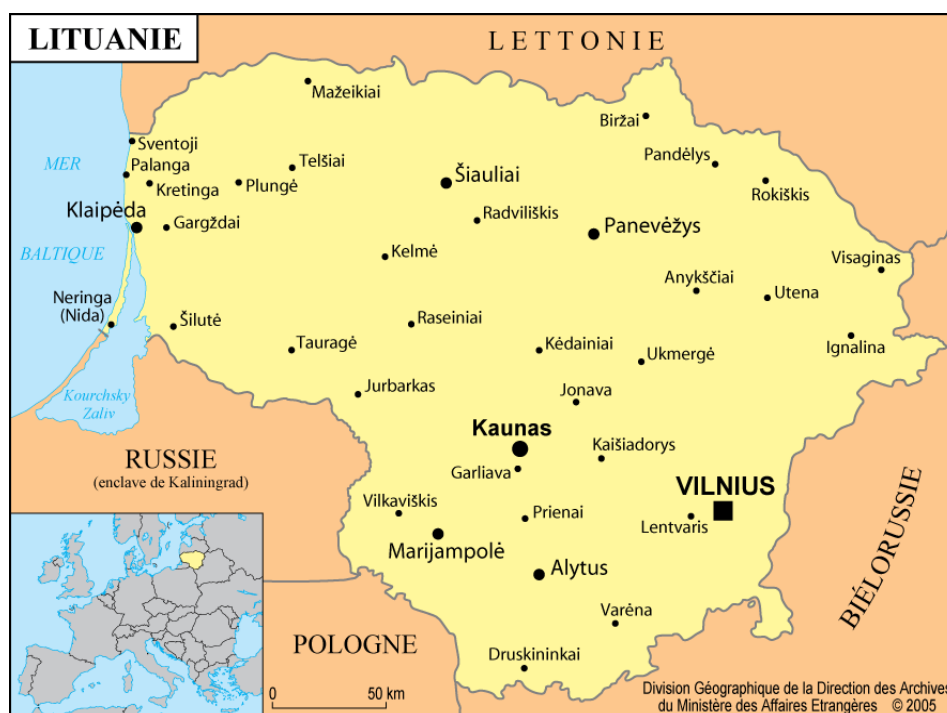 LITUANIE
LETTONIE
Mažeikiai
Biržai
Sventoji
MER
Pandėlys
Palanga
Telšiai
Kretinga
Plungė
Šiauliai
Rokiškis
Klaipėda
Gargždai
Radviliškis
Panevėžys
BALTIQUE
Kelmė
Visaginas
Anykščiai
Utena
Neringa
(Nida)
Šilutė
Raseiniai
Tauragė
Kėdainiai
Ukmergė
Ignalina
Jurbarkas
Jonava
Kourchsky
Zaliv
Kaunas
Kaišiadorys
RUSSIE
(enclave de Kaliningrad)
Garliava
VILNIUS
Vilkaviškis
Prienai
Lentvaris
Marijampolė
Alytus
BIÉLORUSSIE
Varėna
POLOGNE
Druskininkai
0
50 km
Division Géographique de la Direction des Archives
du Ministère des Affaires Etrangères © 2005